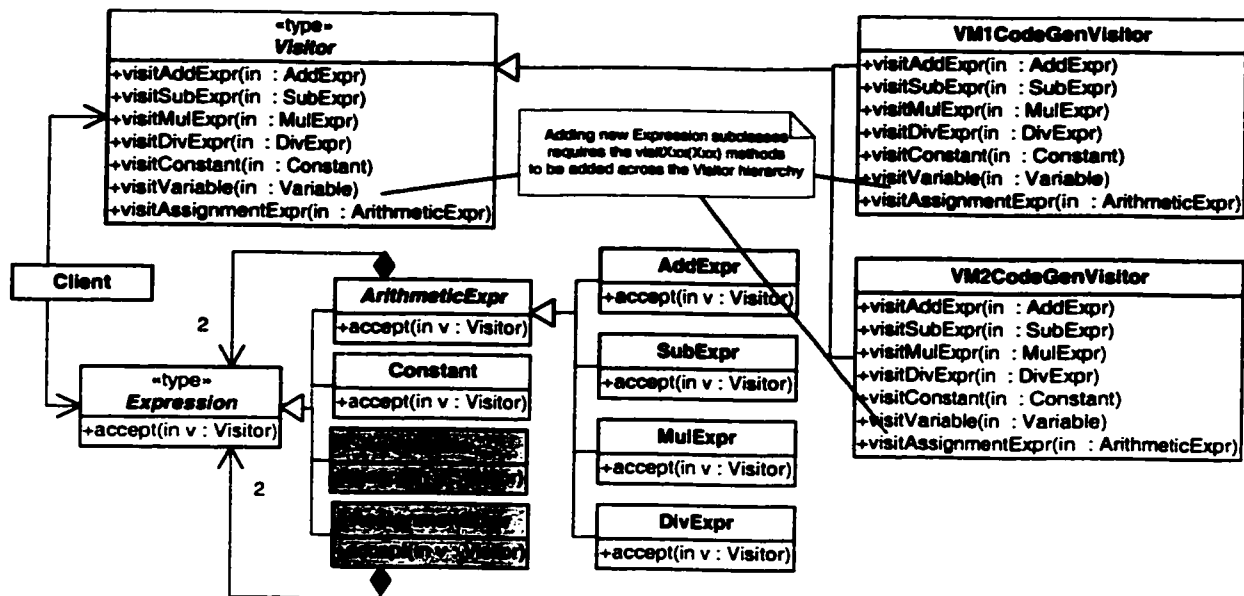 «type»
Visitor
+visitAddExpr(in : AddExpr)
+visitSubExpr(in : SubExpr)
+visitMulExpr(in : MulExpr)
+visitDivExpr(in : DivExpr)
+visitConstant(in : Constant)
+visitVariable(in : Variable)
+visitAssignmentExpr(in : ArithmeticExpr)
Adding new Expression subclasses
requires the visitXxx(Xxx) methods
to be added across the Visitor hierarchy
VM1CodeGenVisitor
+visitAddExpr(in : AddExpr)
+visitSubExpr(in : SubExpr)
+visitMulExpr(in : MulExpr)
+visitDivExpr(in : DivExpr)
+visitConstant(in : Constant)
+visitVariable(in : Variable)
+visitAssignmentExpr(in : ArithmeticExpr)
Client
2
«type»
Expression
+accept(in v : Visitor)
2
ArithmeticExpr
+accept(in v : Visitor)
Constant
+accept(in v : Visitor)
+accept(in v : Visitor)
AddExpr
+accept(in v : Visitor)
SubExpr
+accept(in v : Visitor)
MulExpr
+accept(in v : Visitor)
DivExpr
+accept(in v : Visitor)
VM2CodeGenVisitor
+visitAddExpr(in : AddExpr)
+visitSubExpr(in : SubExpr)
+visitMulExpr(in : MulExpr)
+visitDivExpr(in : DivExpr)
+visitConstant(in : Constant)
+visitVariable(in : Variable)
+visitAssignmentExpr(in : ArithmeticExpr)